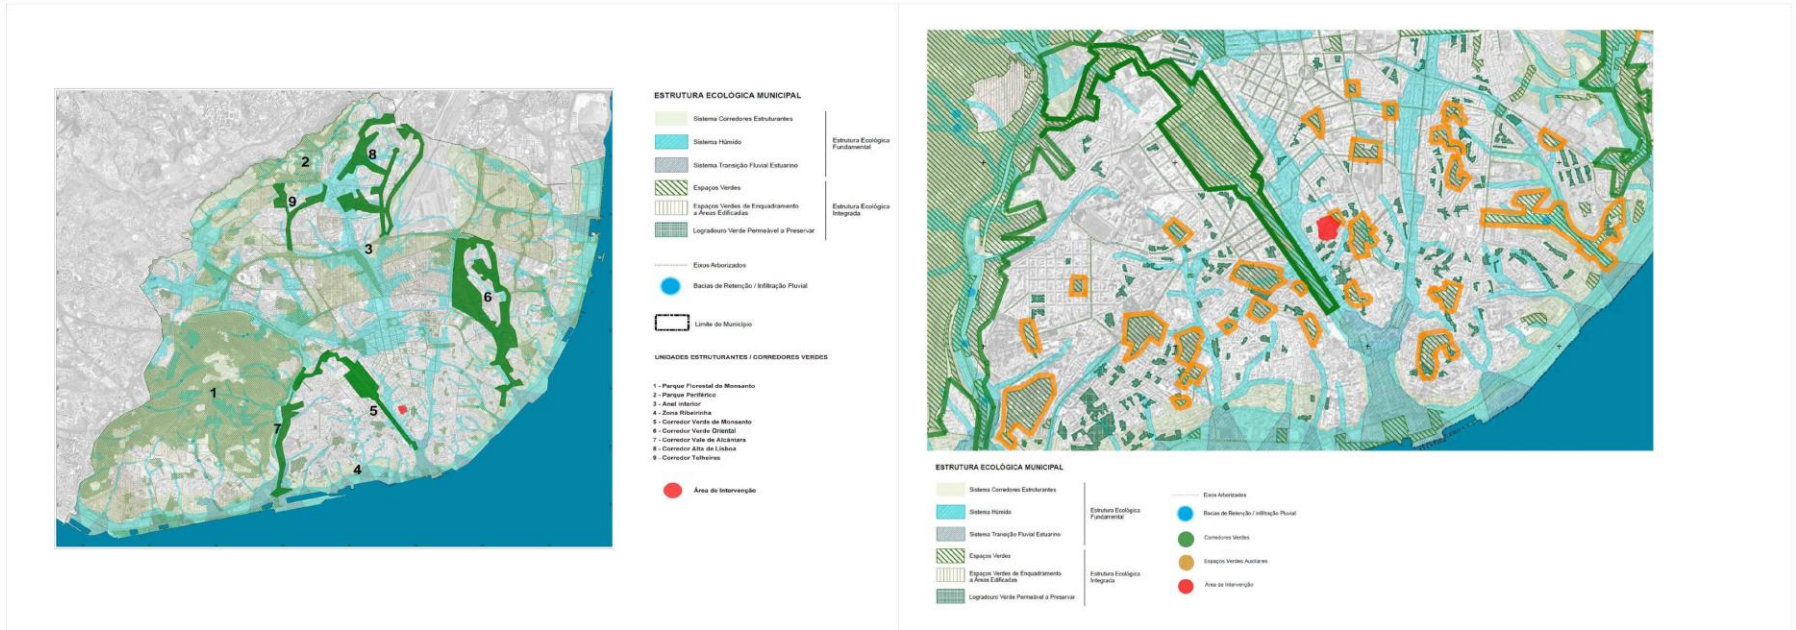 2
8
9
3
6
1
5
7
4
ESTRUTURA ECOLÓGICA MUNICIPAL
Sistema Corredores Estruturantes
Sistema Húmido
Sistema Transição Fluvial Estuarino
Estrutura Ecológica
Fundamental
Espaços Verdes
Espaços Verdes de Enquadramento
a Áreas Edificadas
Logradouro Verde Permeável a Preservar
Estrutura Ecológica
Integrada
Eixos Arborizados
Bacias de Retenção / Infiltração Pluvial
Limite do Município
UNIDADES ESTRUTURANTES / CORREDORES VERDES
1 - Parque Florestal de Monsanto
2 - Parque Periférico
3 - Anel interior
4 - Zona Ribeirinha
5 - Corredor Verde de Monsanto
6 - Corredor Verde Oriental
7 - Corredor Vale de Alcântara
8 - Corredor Alta de Lisboa
9 - Corredor Telheiras
Área de Intervenção
ESTRUTURA ECOLÓGICA MUNICIPAL
Sistema Corredores Estruturantes
Sistema Húmido
Sistema Transição Fluvial Estuarino
Estrutura Ecológica
Fundamental
Espaços Verdes
Espaços Verdes de Enquadramento
a Áreas Edificadas
Logradouro Verde Permeável a Preservar
Estrutura Ecológica
Integrada
Eixos Arborizados
Bacias de Retenção / Infiltração Pluvial
Corredores Verdes
Espaços Verdes Auxiliares
Área de Intervenção